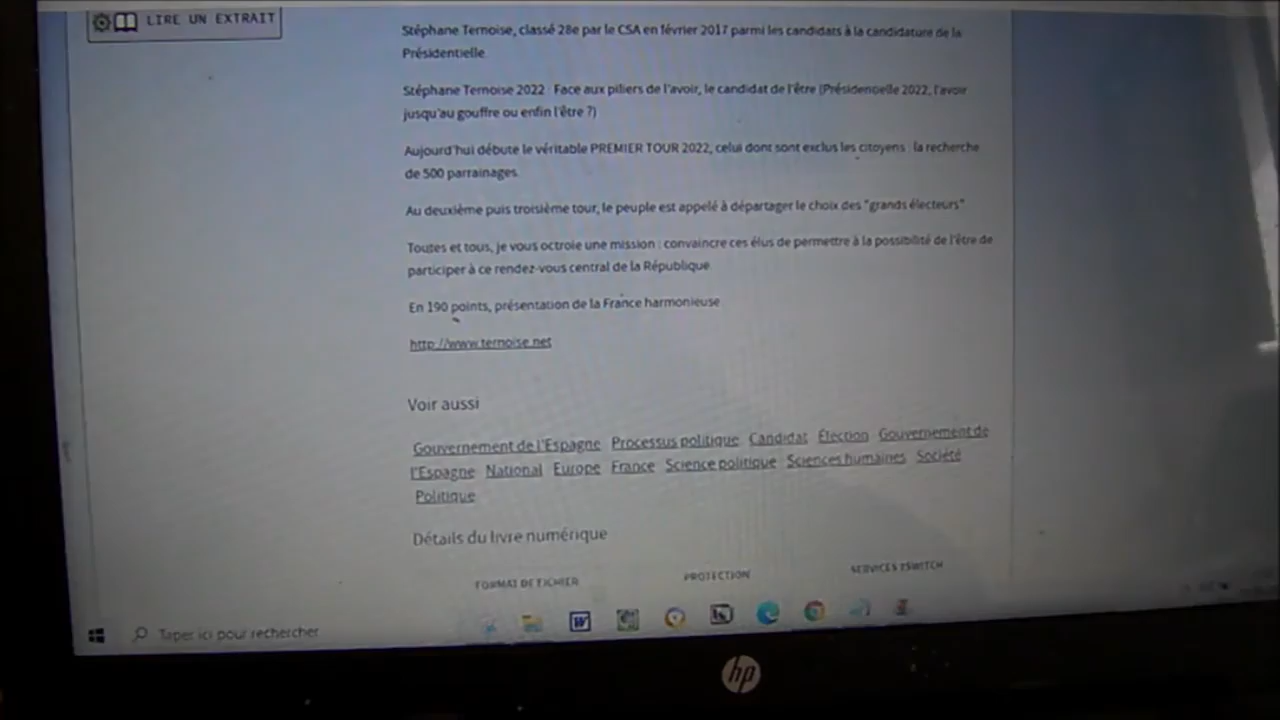 LIRE UN EXTRAIT
Stéphane Ternoise, classé 28e par le CSA en février 2017 parmi les candidats à la candidature de la
Présidentielle.
Stéphane Ternoise 2022 : Face aux piliers de l'avoir, le candidat de l'être (Présidentielle 2022, l'avoir
jusqu'au gouffre ou enfin l'être ?)
Aujourd'hui débute le véritable PREMIER TOUR 2022, celui dont sont exclus les citoyens : la recherche
de 500 parrainages.
Au deuxième puis troisième tour, le peuple est appelé à départager le choix des "grands électeurs"
Toutes et tous, je vous octroie une mission : convaincre ces élus de permettre à la possibilité de l'être de
participer à ce rendez-vous central de la République.
En 190 points, présentation de la France harmonieuse
http://www.ternoise.net
Voir aussi
Gouvernement de l'Espagne Processus politique Candidat Élection Gouvernement de
l'Espagne National Europe France Science politique Sciences humaines Société
Politique
Détails du livre numérique
FORMAT DE FICHIER PROTECTION SERVICES 7SWITCH
Taper ici pour rechercher
hp